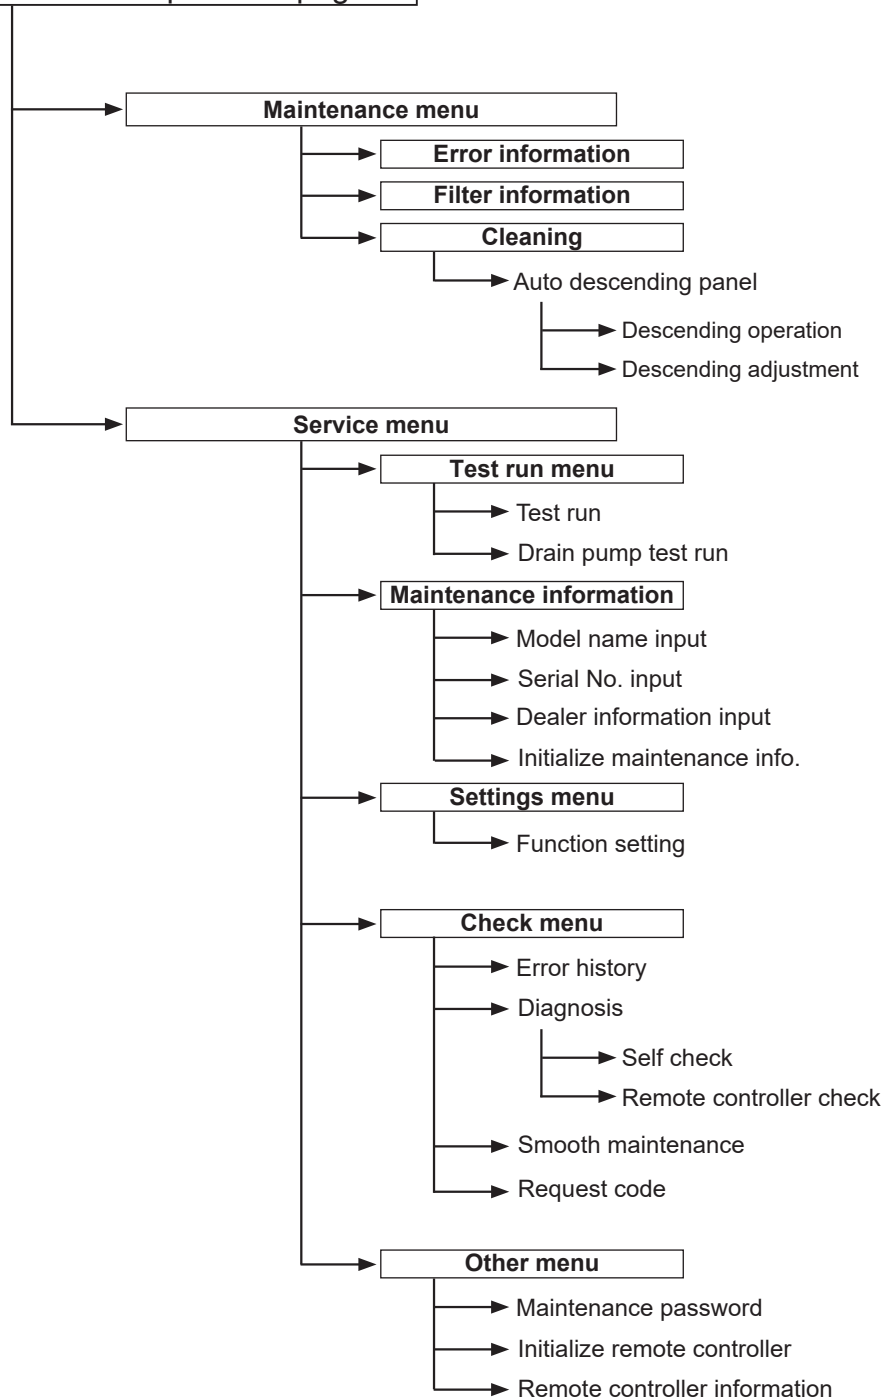 Maintenance menu
Error information
Filter information
Cleaning
Auto descending panel
Descending operation
Descending adjustment
Service menu
Test run menu
Test run
Drain pump test run
Maintenance information
Model name input
Serial No. input
Dealer information input
Initialize maintenance info.
Settings menu
Function setting
Check menu
Error history
Diagnosis
Self check
Remote controller check
Smooth maintenance
Request code
Other menu
Maintenance password
Initialize remote controller
Remote controller information